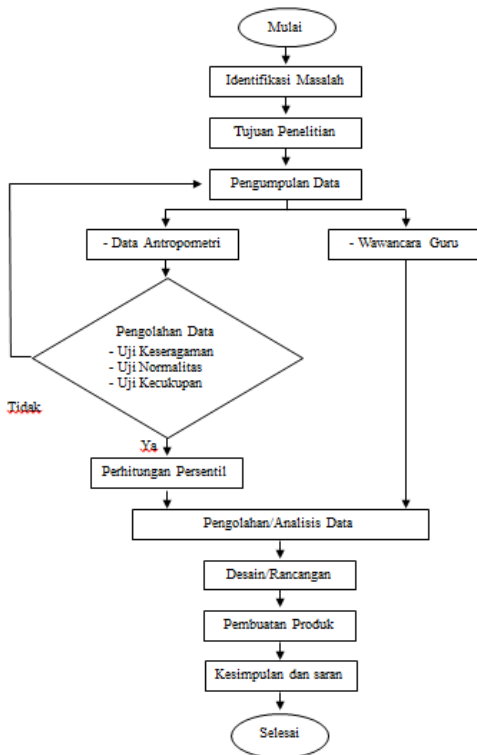 Mulai
Identifikasi Masalah
Tujuan Penelitian
Pengumpulan Data
- Data Antropometri
- Wawancara Guru
Pengolahan Data
- Uji Keseragaman
- Uji Normalitas
- Uji Kecukupan
Tidak
Ya
Perhitungan Persentil
Pengolahan/Analisis Data
Desain/Rancangan
Pembuatan Produk
Kesimpulan dan saran
Selesai